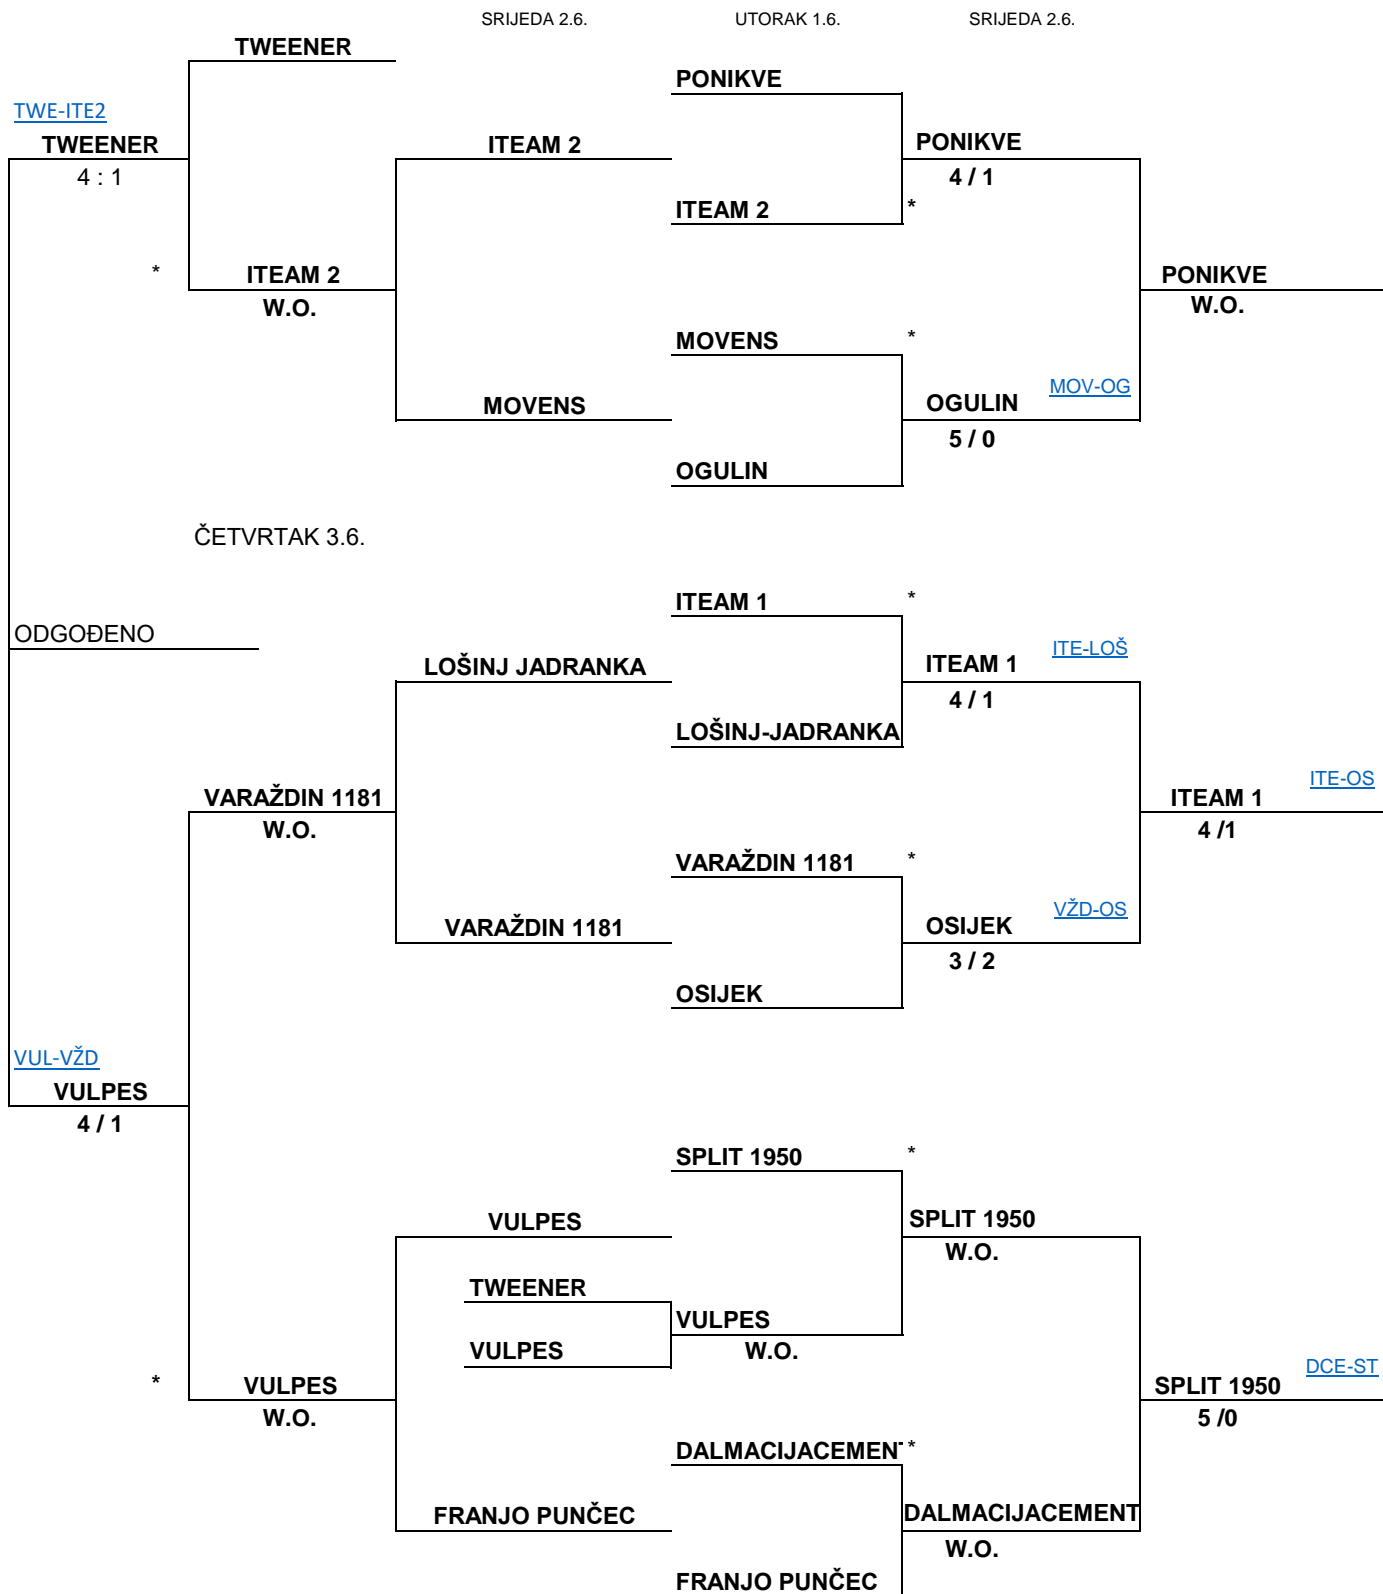 SRIJEDA 2.6. UTORAK 1.6. SRIJEDA 2.6.
TWEENER
PONIKVE
TWE-ITE2
TWEENER ITEAM 2 PONIKVE
4 : 1 4 / 1
ITEAM 2 *
* ITEAM 2 PONIKVE
W.O. W.O.
MOVENS *
MOV-OG
MOVENS OGULIN
5 / 0
OGULIN
ČETVRTAK 3.6.
ITEAM 1 *
ODGOĐENO ITE-LOŠ
LOŠINJ JADRANKA ITEAM 1
4 / 1
LOŠINJ-JADRANKA
ITE-OS
VARAŽDIN 1181 ITEAM 1
W.O. 4 /1
VARAŽDIN 1181 *
VŽD-OS
VARAŽDIN 1181 OSIJEK
3 / 2
OSIJEK
VUL-VŽD
VULPES
4 / 1
SPLIT 1950 *
VULPES SPLIT 1950
W.O.
TWEENER
VULPES
VULPES W.O.
DCE-ST
* VULPES SPLIT 1950
W.O. 5 /0
DALMACIJACEMENT *
FRANJO PUNČEC DALMACIJACEMENT
W.O.
FRANJO PUNČEC